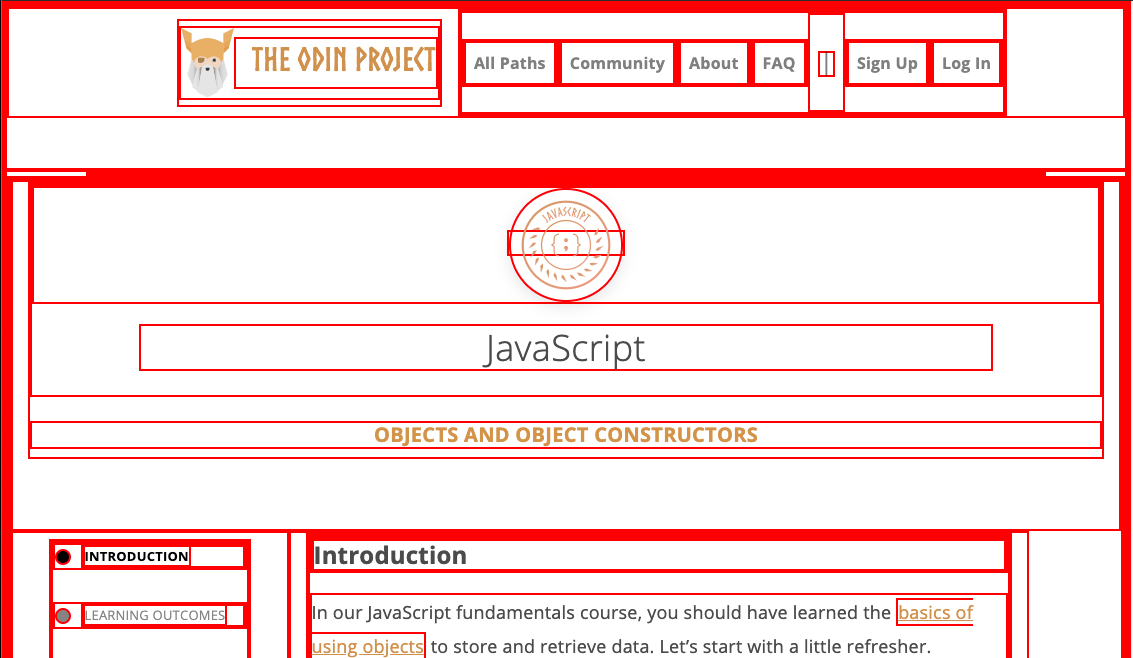 THE ODIN PROJECT
All Paths Community About FAQ Sign Up Log In
JAVASCRIPT
{;}
JavaScript
OBJECTS AND OBJECT CONSTRUCTORS
INTRODUCTION
LEARNING OUTCOMES
Introduction
In our JavaScript fundamentals course, you should have learned the basics of
using objects to store and retrieve data. Let’s start with a little refresher.